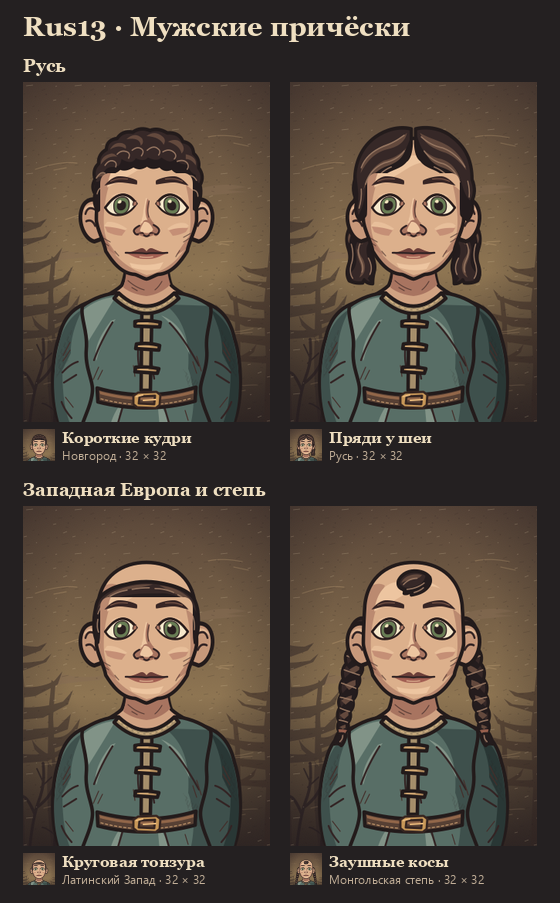 Rus13 · Мужские причёски
Русь
Короткие кудри
Новгород · 32 × 32
Пряди у шеи
Русь · 32 × 32
Западная Европа и степь
Круговая тонзура
Латинский Запад · 32 × 32
Заушные косы
Монгольская степь · 32 × 32